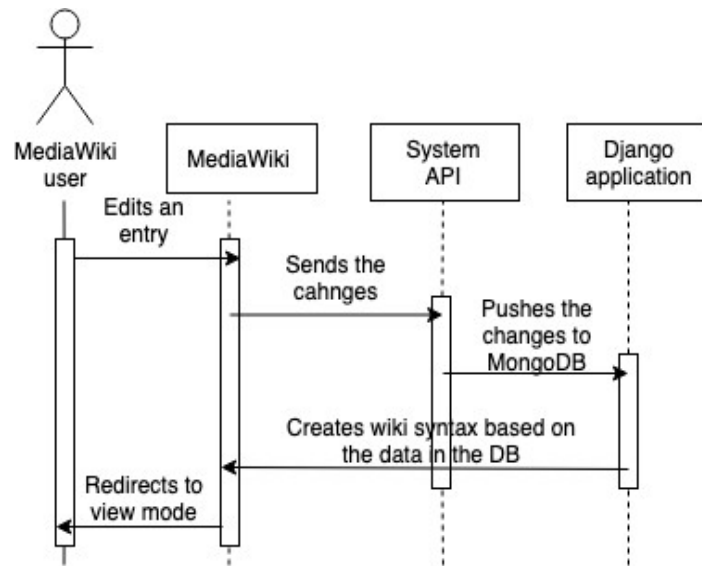 MediaWiki
user
MediaWiki
System
API
Django
application
Edits an
entry
Sends the
cahnges
Pushes the
changes to
MongoDB
Creates wiki syntax based on
the data in the DB
Redirects to
view mode